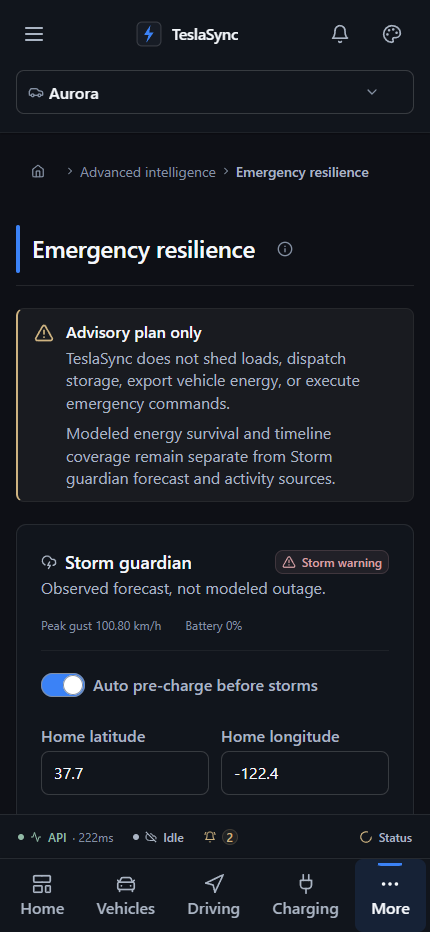 TeslaSync
Aurora
Advanced intelligence
Emergency resilience
Emergency resilience
Advisory plan only
TeslaSync does not shed loads, dispatch
storage, export vehicle energy, or execute
emergency commands.
Modeled energy survival and timeline
coverage remain separate from Storm
guardian forecast and activity sources.
Storm guardian
Storm warning
Observed forecast, not modeled outage.
Peak gust 100.80 km/h Battery 0%
Auto pre-charge before storms
Home latitude Home longitude
37.7 -122.4
API · 222ms Idle 2 Status
Home Vehicles Driving Charging More